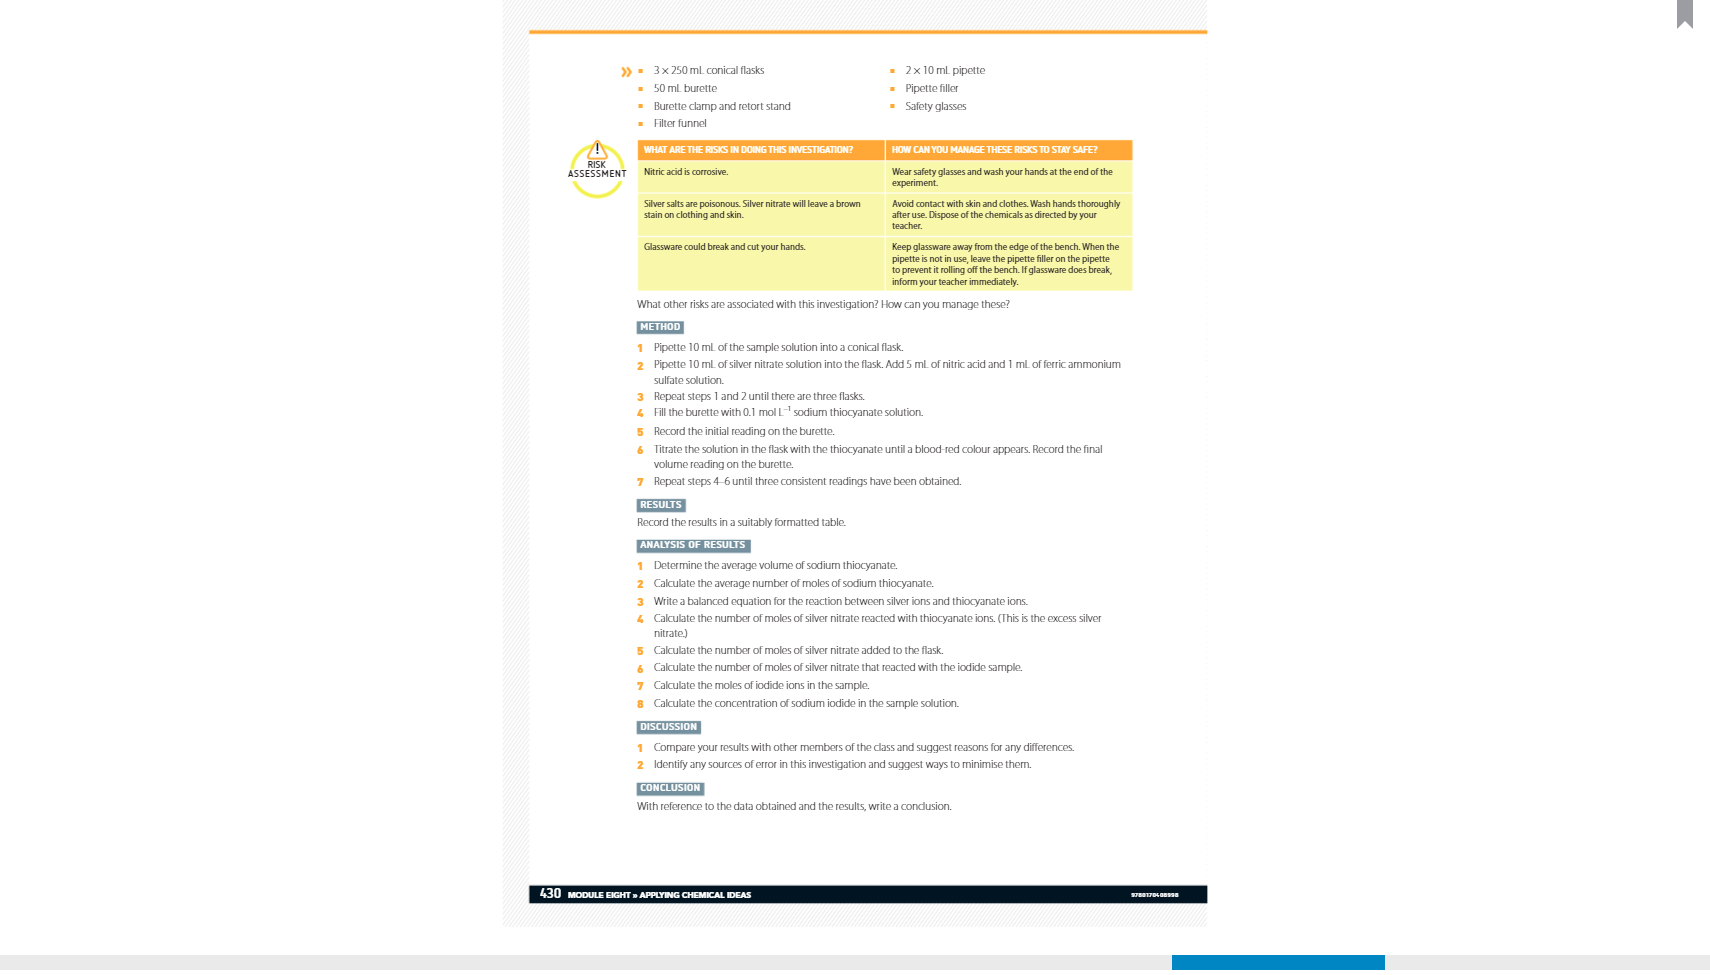 » ▪ 3 × 250 mL conical flasks
▪ 50 mL burette
▪ Burette clamp and retort stand
▪ Filter funnel
▪ 2 × 10 mL pipette
▪ Pipette filler
▪ Safety glasses
RISK
ASSESSMENT
WHAT ARE THE RISKS IN DOING THIS INVESTIGATION?
HOW CAN YOU MANAGE THESE RISKS TO STAY SAFE?
Nitric acid is corrosive.
Wear safety glasses and wash your hands at the end of the
experiment.
Silver salts are poisonous. Silver nitrate will leave a brown
stain on clothing and skin.
Avoid contact with skin and clothes. Wash hands thoroughly
after use. Dispose of the chemicals as directed by your
teacher.
Glassware could break and cut your hands.
Keep glassware away from the edge of the bench. When the
pipette is not in use, leave the pipette filler on the pipette
to prevent it rolling off the bench. If glassware does break,
inform your teacher immediately.
What other risks are associated with this investigation? How can you manage these?
METHOD
1 Pipette 10 mL of the sample solution into a conical flask.
2 Pipette 10 mL of silver nitrate solution into the flask. Add 5 mL of nitric acid and 1 mL of ferric ammonium
sulfate solution.
3 Repeat steps 1 and 2 until there are three flasks.
4 Fill the burette with 0.1 mol L⁻¹ sodium thiocyanate solution.
5 Record the initial reading on the burette.
6 Titrate the solution in the flask with the thiocyanate until a blood-red colour appears. Record the final
volume reading on the burette.
7 Repeat steps 4–6 until three consistent readings have been obtained.
RESULTS
Record the results in a suitably formatted table.
ANALYSIS OF RESULTS
1 Determine the average volume of sodium thiocyanate.
2 Calculate the average number of moles of sodium thiocyanate.
3 Write a balanced equation for the reaction between silver ions and thiocyanate ions.
4 Calculate the number of moles of silver nitrate reacted with thiocyanate ions. (This is the excess silver
nitrate.)
5 Calculate the number of moles of silver nitrate added to the flask.
6 Calculate the number of moles of silver nitrate that reacted with the iodide sample.
7 Calculate the moles of iodide ions in the sample.
8 Calculate the concentration of sodium iodide in the sample solution.
DISCUSSION
1 Compare your results with other members of the class and suggest reasons for any differences.
2 Identify any sources of error in this investigation and suggest ways to minimise them.
CONCLUSION
With reference to the data obtained and the results, write a conclusion.
430 MODULE EIGHT » APPLYING CHEMICAL IDEAS
9780170408998